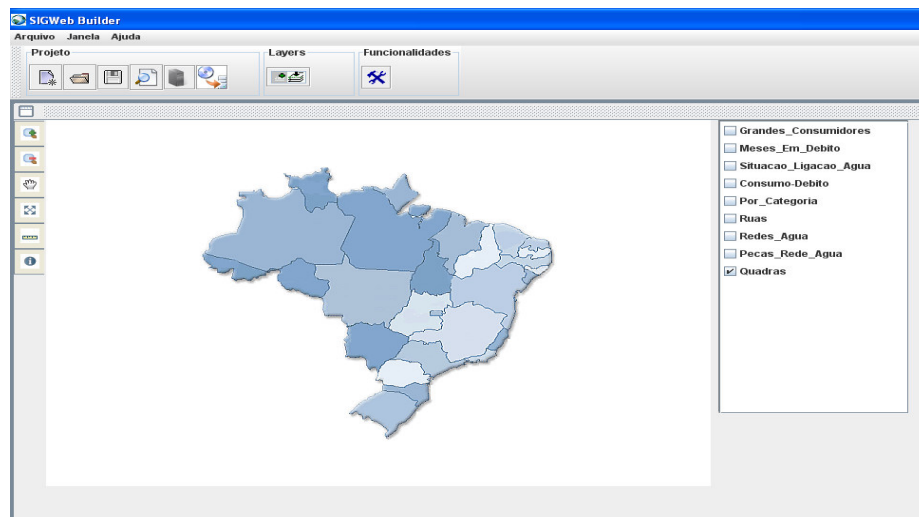 SIGWeb Builder
Arquivo Janela Ajuda
Projeto Layers Funcionalidades
Grandes_Consumidores
Meses_Em_Debito
Situacao_Ligacao_Agua
Consumo-Debito
Por_Categoria
Ruas
Redes_Agua
Pecas_Rede_Agua
Quadras